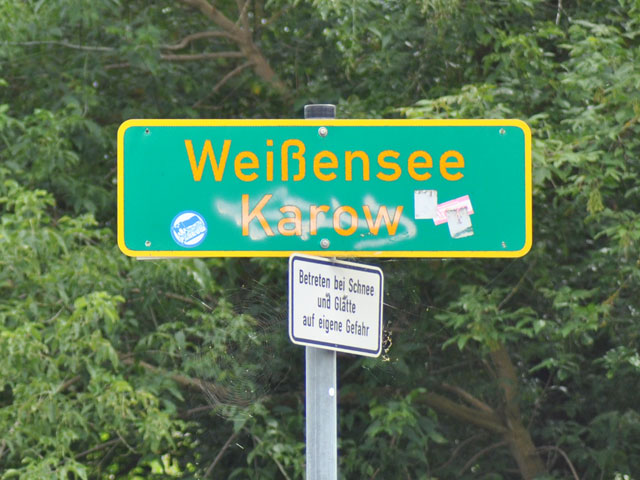 Weißensee
Karow
Betreten bei Schnee
und Glätte
auf eigene Gefahr